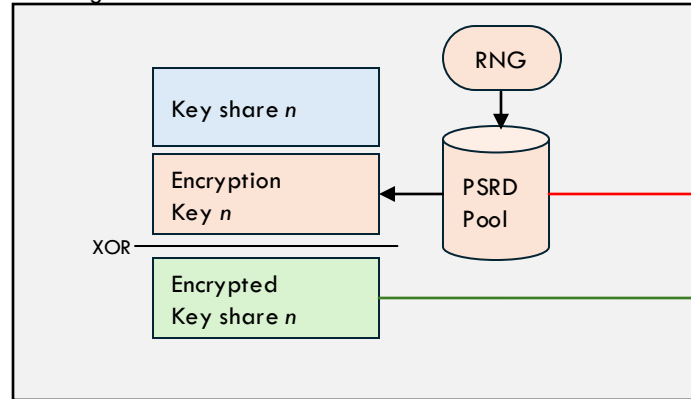 RNG
Key share n
Encryption
Key n
PSRD
Pool
XOR
Encrypted
Key share n